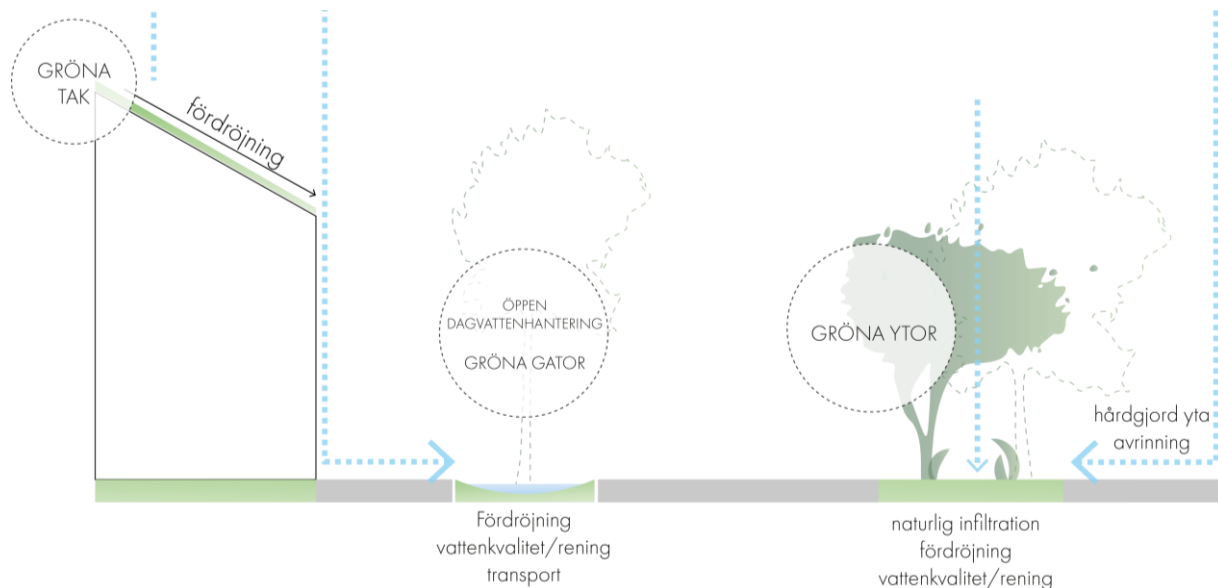 GRÖNA
TAK
fördröjning
ÖPPEN
DAGVATTENHANTERING
GRÖNA GATOR
GRÖNA YTOR
hårdgjord yta
avrinning
Fördröjning
vattenkvalitet/rening
transport
naturlig infiltration
fördröjning
vattenkvalitet/rening